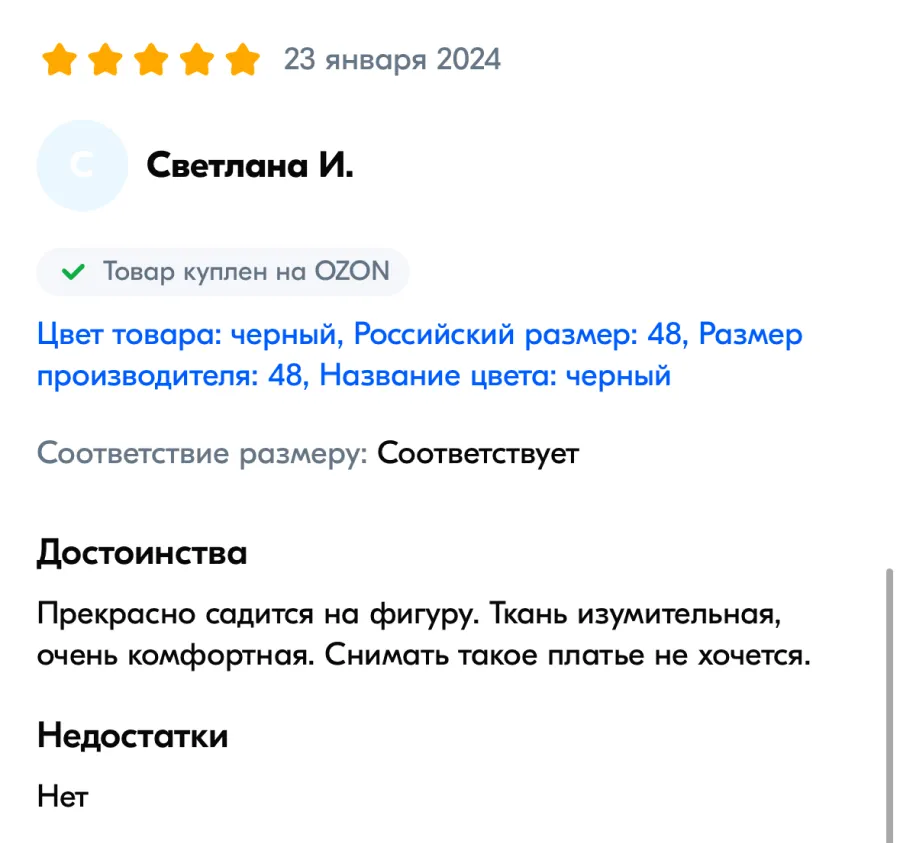 23 января 2024
С
Светлана И.
Товар куплен на OZON
Цвет товара: черный, Российский размер: 48, Размер
производителя: 48, Название цвета: черный
Соответствие размеру: Соответствует
Достоинства
Прекрасно садится на фигуру. Ткань изумительная,
очень комфортная. Снимать такое платье не хочется.
Недостатки
Нет